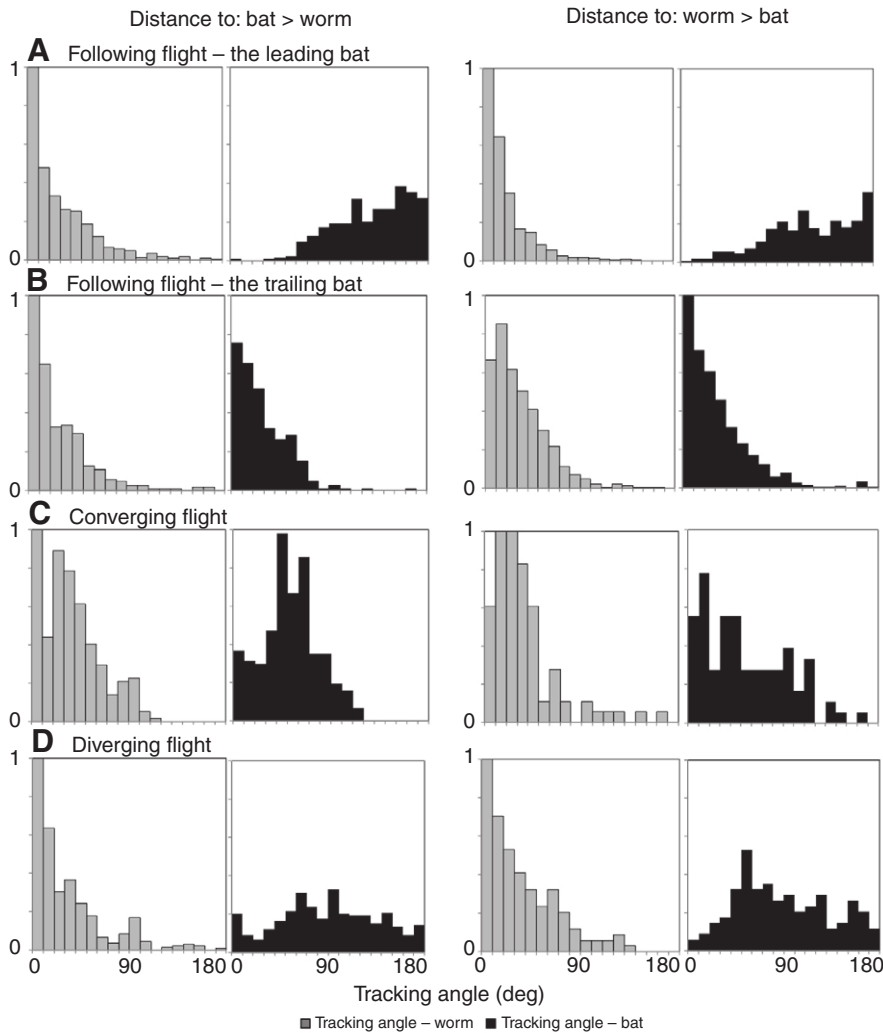 Distance to: bat > worm
Distance to: worm > bat
A Following flight – the leading bat
1
1
0
0
B Following flight – the trailing bat
1
1
0
0
C Converging flight
1
1
0
0
D Diverging flight
1
1
0
0
0 90 180 0 90 180 0 90 180 0 90 180
Tracking angle (deg)
Tracking angle – worm Tracking angle – bat